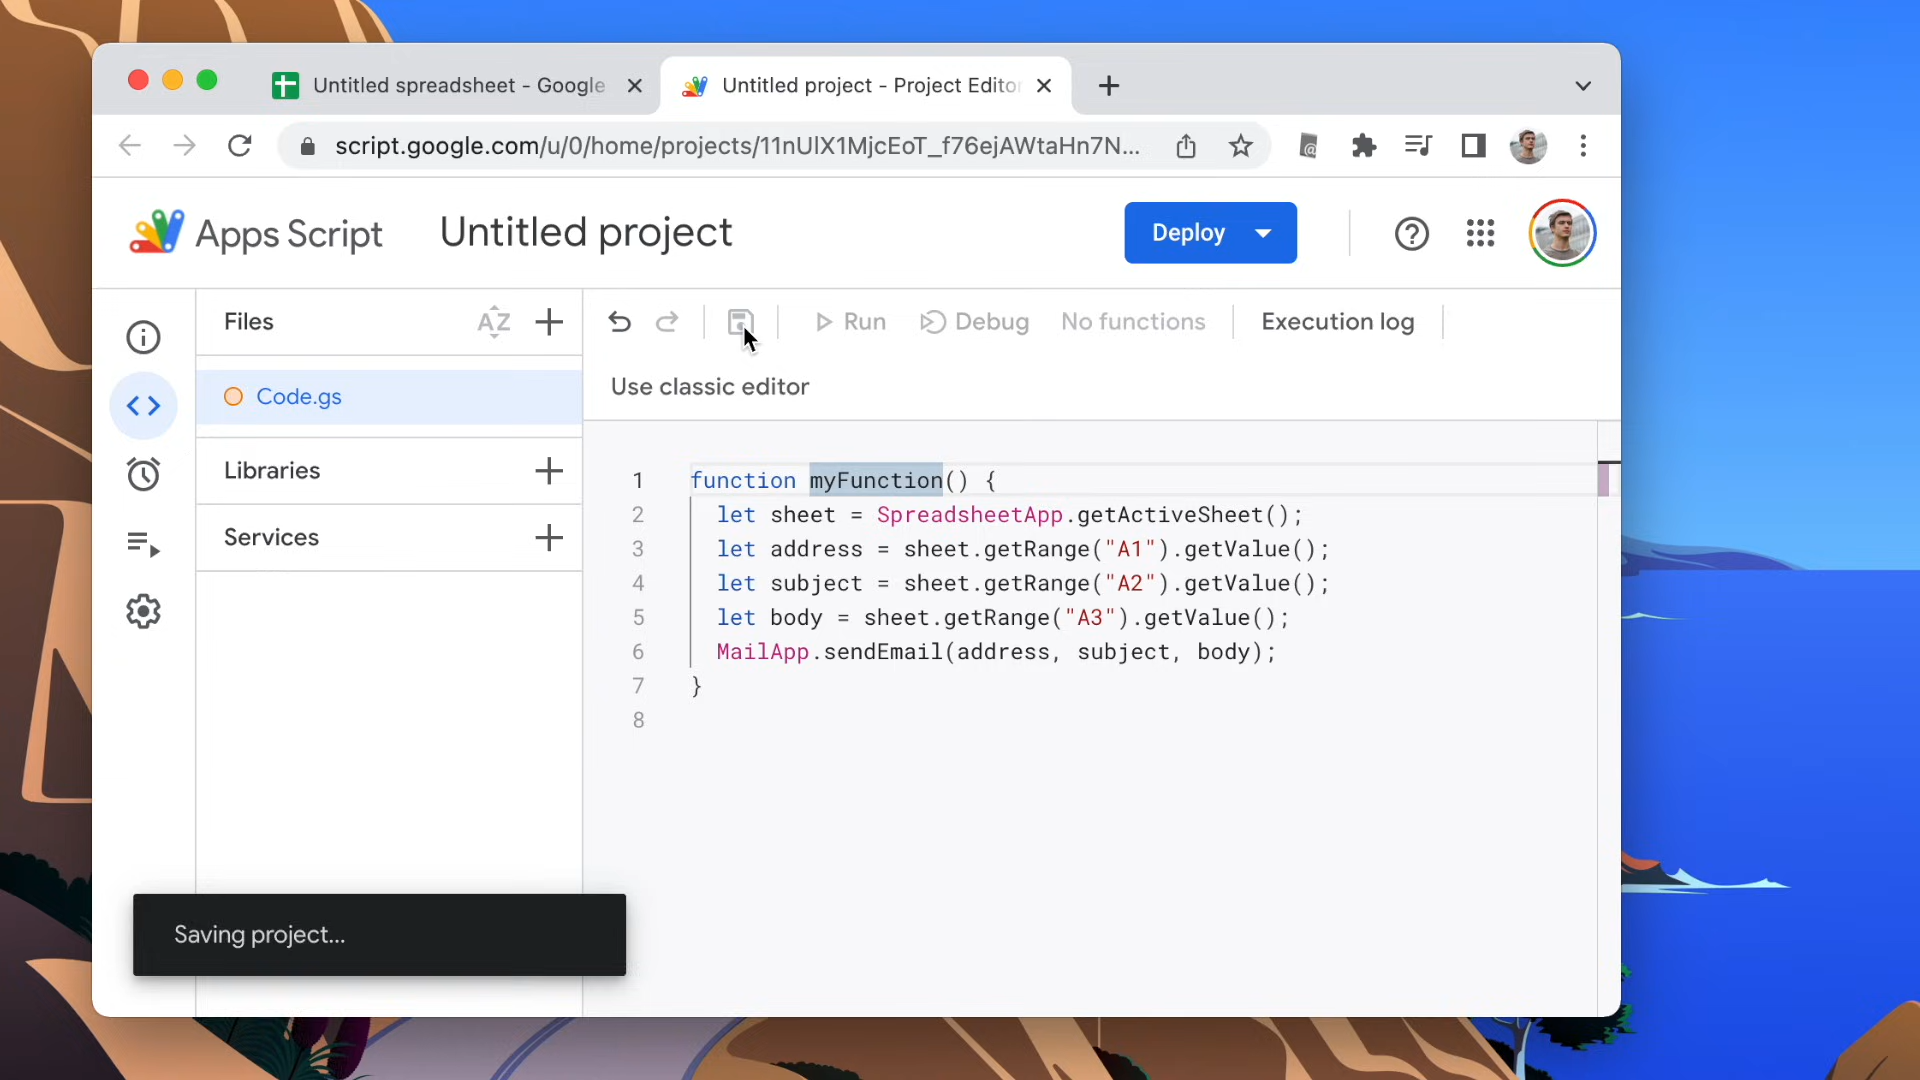 Untitled spreadsheet - Google
Untitled project - Project Editor
script.google.com/u/0/home/projects/11nUlX1MjcEoT_f76ejAWtaHn7N...
Apps Script
Untitled project
Deploy
Files
AZ
Run
Debug
No functions
Execution log
Use classic editor
Code.gs
Libraries
Services
1 function myFunction() {
2 let sheet = SpreadsheetApp.getActiveSheet();
3 let address = sheet.getRange("A1").getValue();
4 let subject = sheet.getRange("A2").getValue();
5 let body = sheet.getRange("A3").getValue();
6 MailApp.sendEmail(address, subject, body);
7 }
8
Saving project...